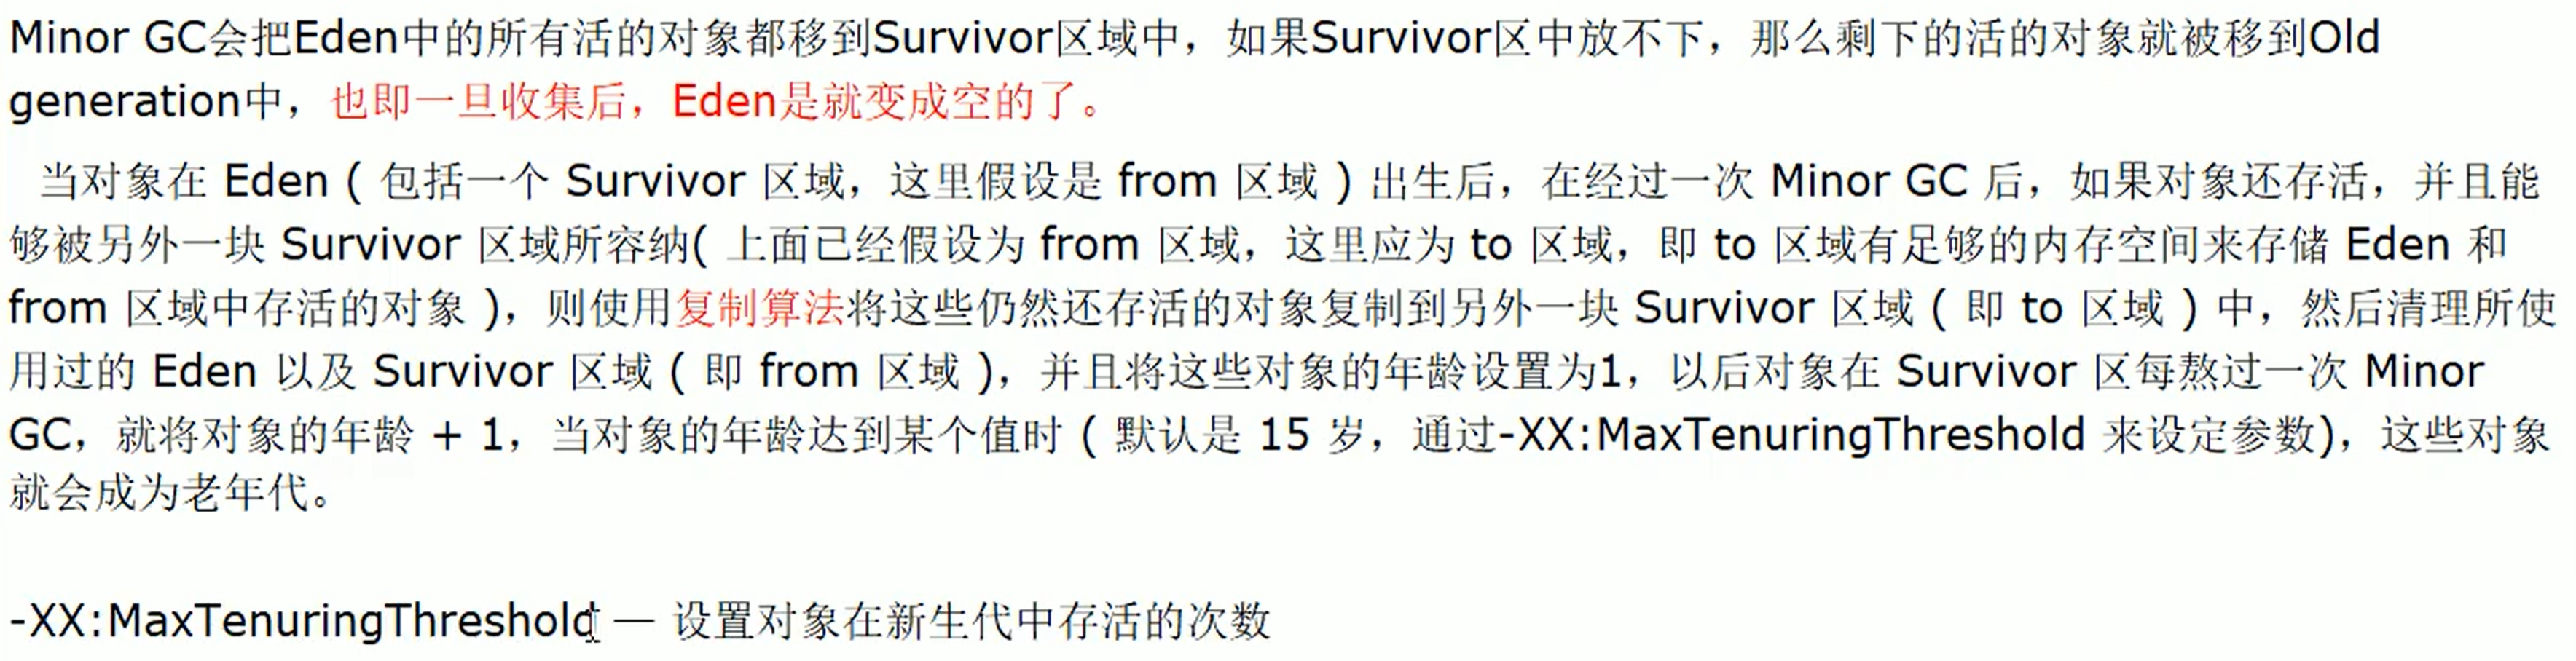 Minor GC会把Eden中的所有活的对象都移到Survivor区域中，如果Survivor区中放不下，那么剩下的活的对象就被移到Old
generation中，也即一旦收集后，Eden是就变成空的了。
当对象在 Eden ( 包括一个 Survivor 区域，这里假设是 from 区域 ) 出生后，在经过一次 Minor GC 后，如果对象还存活，并且能
够被另外一块 Survivor 区域所容纳( 上面已经假设为 from 区域，这里应为 to 区域，即 to 区域有足够的内存空间来存储 Eden 和
from 区域中存活的对象 )，则使用复制算法将这些仍然还存活的对象复制到另外一块 Survivor 区域 ( 即 to 区域 ) 中，然后清理所使
用过的 Eden 以及 Survivor 区域 ( 即 from 区域 )，并且将这些对象的年龄设置为1，以后对象在 Survivor 区每熬过一次 Minor
GC，就将对象的年龄 + 1，当对象的年龄达到某个值时 ( 默认是 15 岁，通过-XX:MaxTenuringThreshold 来设定参数)，这些对象
就会成为老年代。
-XX:MaxTenuringThreshold — 设置对象在新生代中存活的次数